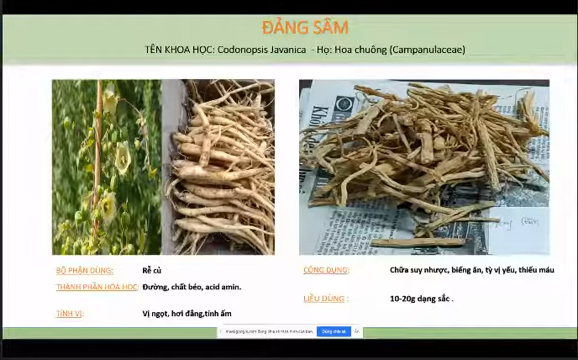 ĐẢNG SÂM
TÊN KHOA HỌC: Codonopsis Javanica - Họ: Hoa chuông (Campanulaceae)
BỘ PHẬN DÙNG: Rễ củ
THÀNH PHẦN HÓA HỌC: Đường, chất béo, acid amin.
TÍNH VỊ: Vị ngọt, hơi đắng,tính ấm
CÔNG DỤNG: Chữa suy nhược, biếng ăn, tỳ vị yếu, thiếu máu
LIỀU DÙNG : 10-20g dạng sắc .